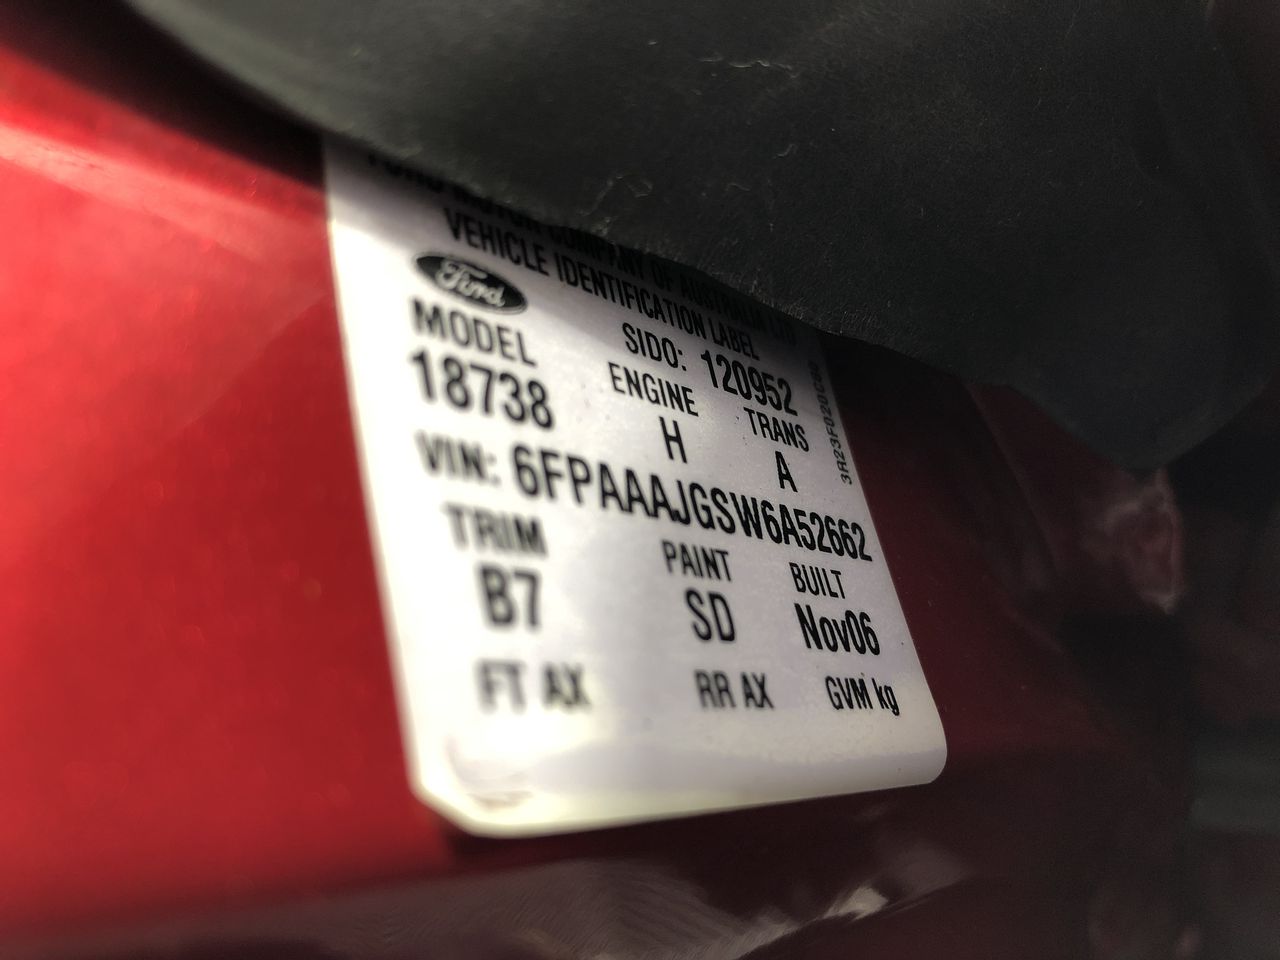 FORD MOTOR COMPANY OF AUSTRALIA LTD
VEHICLE IDENTIFICATION LABEL
Ford
SIDO: 120952
MODEL ENGINE TRANS
18738 H A
VIN: 6FPAAAJGSW6A52662
TRIM PAINT BUILT
B7 SD Nov06
FT AX RR AX GVM kg